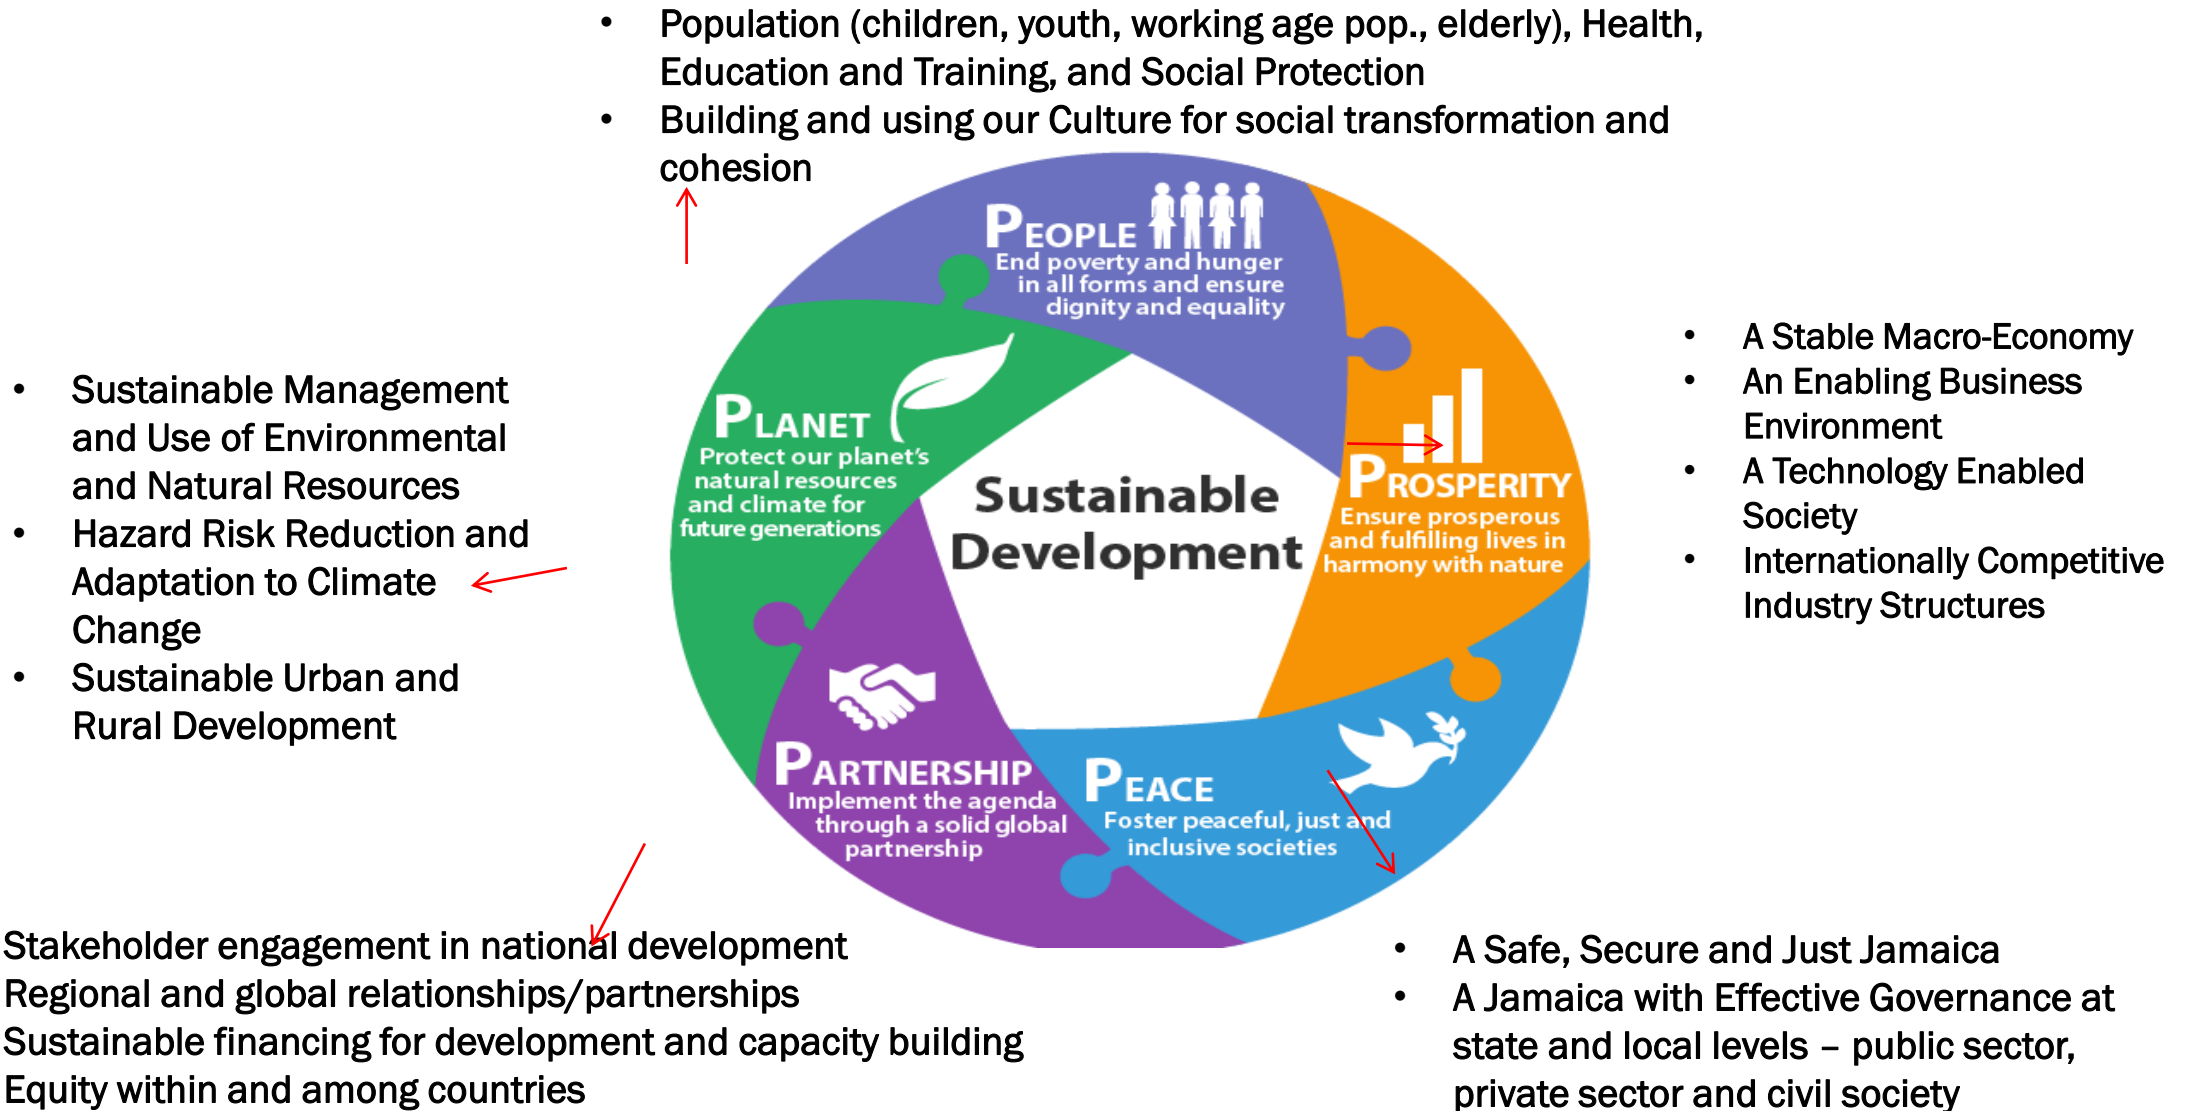 • Population (children, youth, working age pop., elderly), Health,
Education and Training, and Social Protection
• Building and using our Culture for social transformation and
cohesion
PEOPLE
End poverty and hunger
in all forms and ensure
dignity and equality
PLANET
Protect our planet's
natural resources
and climate for
future generations
Sustainable
Development
PROSPERITY
Ensure prosperous
and fulfilling lives in
harmony with nature
PARTNERSHIP
Implement the agenda
through a solid global
partnership
PEACE
Foster peaceful, just and
inclusive societies
• Sustainable Management
and Use of Environmental
and Natural Resources
• Hazard Risk Reduction and
Adaptation to Climate
Change
• Sustainable Urban and
Rural Development
• A Stable Macro-Economy
• An Enabling Business
Environment
• A Technology Enabled
Society
• Internationally Competitive
Industry Structures
Stakeholder engagement in national development
Regional and global relationships/partnerships
Sustainable financing for development and capacity building
Equity within and among countries
• A Safe, Secure and Just Jamaica
• A Jamaica with Effective Governance at
state and local levels – public sector,
private sector and civil society